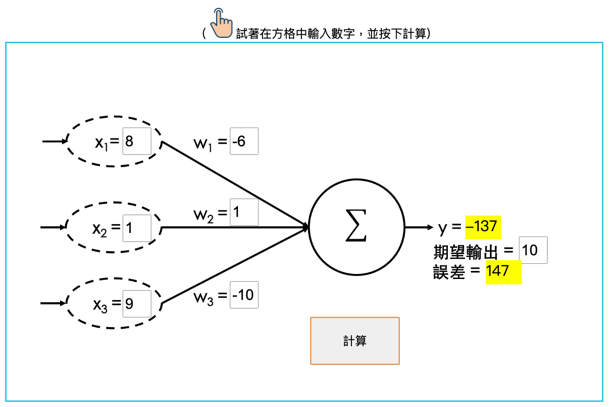 ( 試著在方格中輸入數字，並按下計算)
x1= 8
w1 = -6
x2 = 1
w2 = 1
Σ
y = −137
期望輸出 = 10
誤差 = 147
x3 = 9
w3 = -10
計算